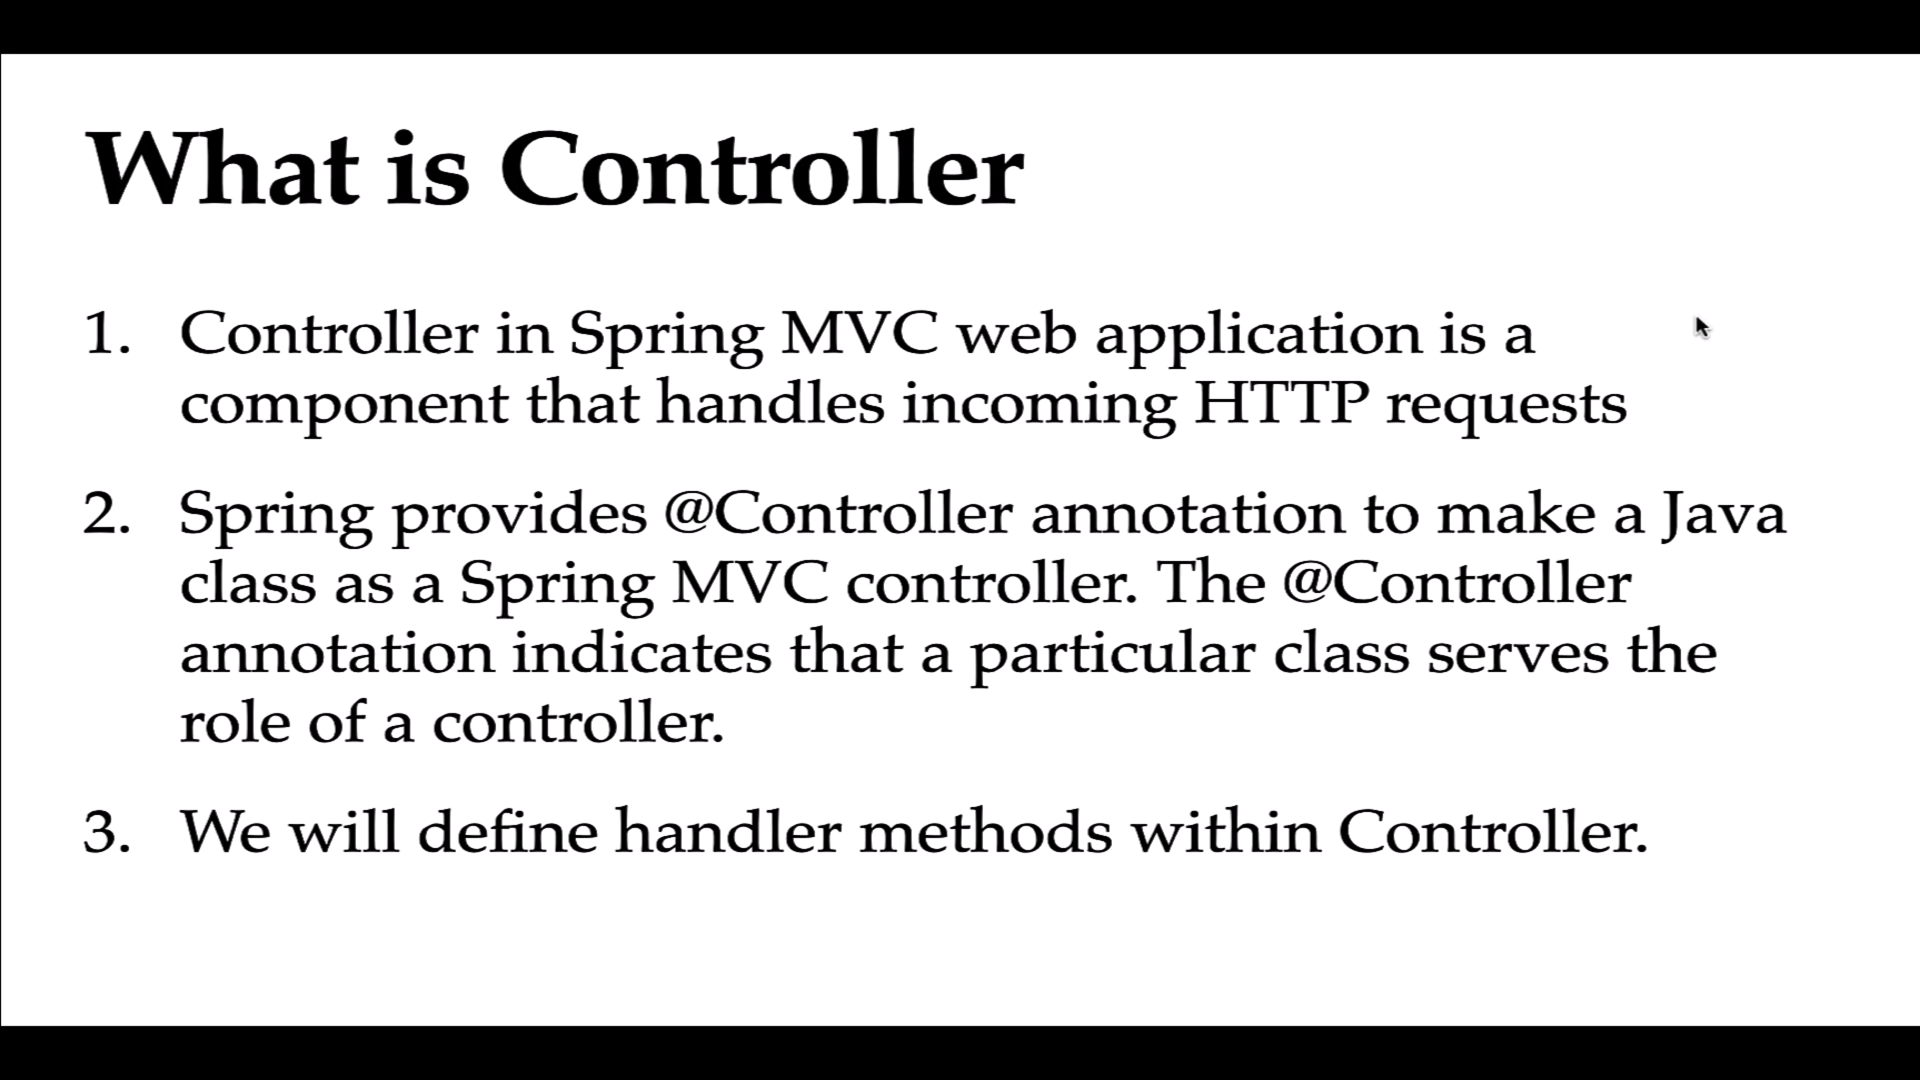 What is Controller
1. Controller in Spring MVC web application is a
component that handles incoming HTTP requests
2. Spring provides @Controller annotation to make a Java
class as a Spring MVC controller. The @Controller
annotation indicates that a particular class serves the
role of a controller.
3. We will define handler methods within Controller.